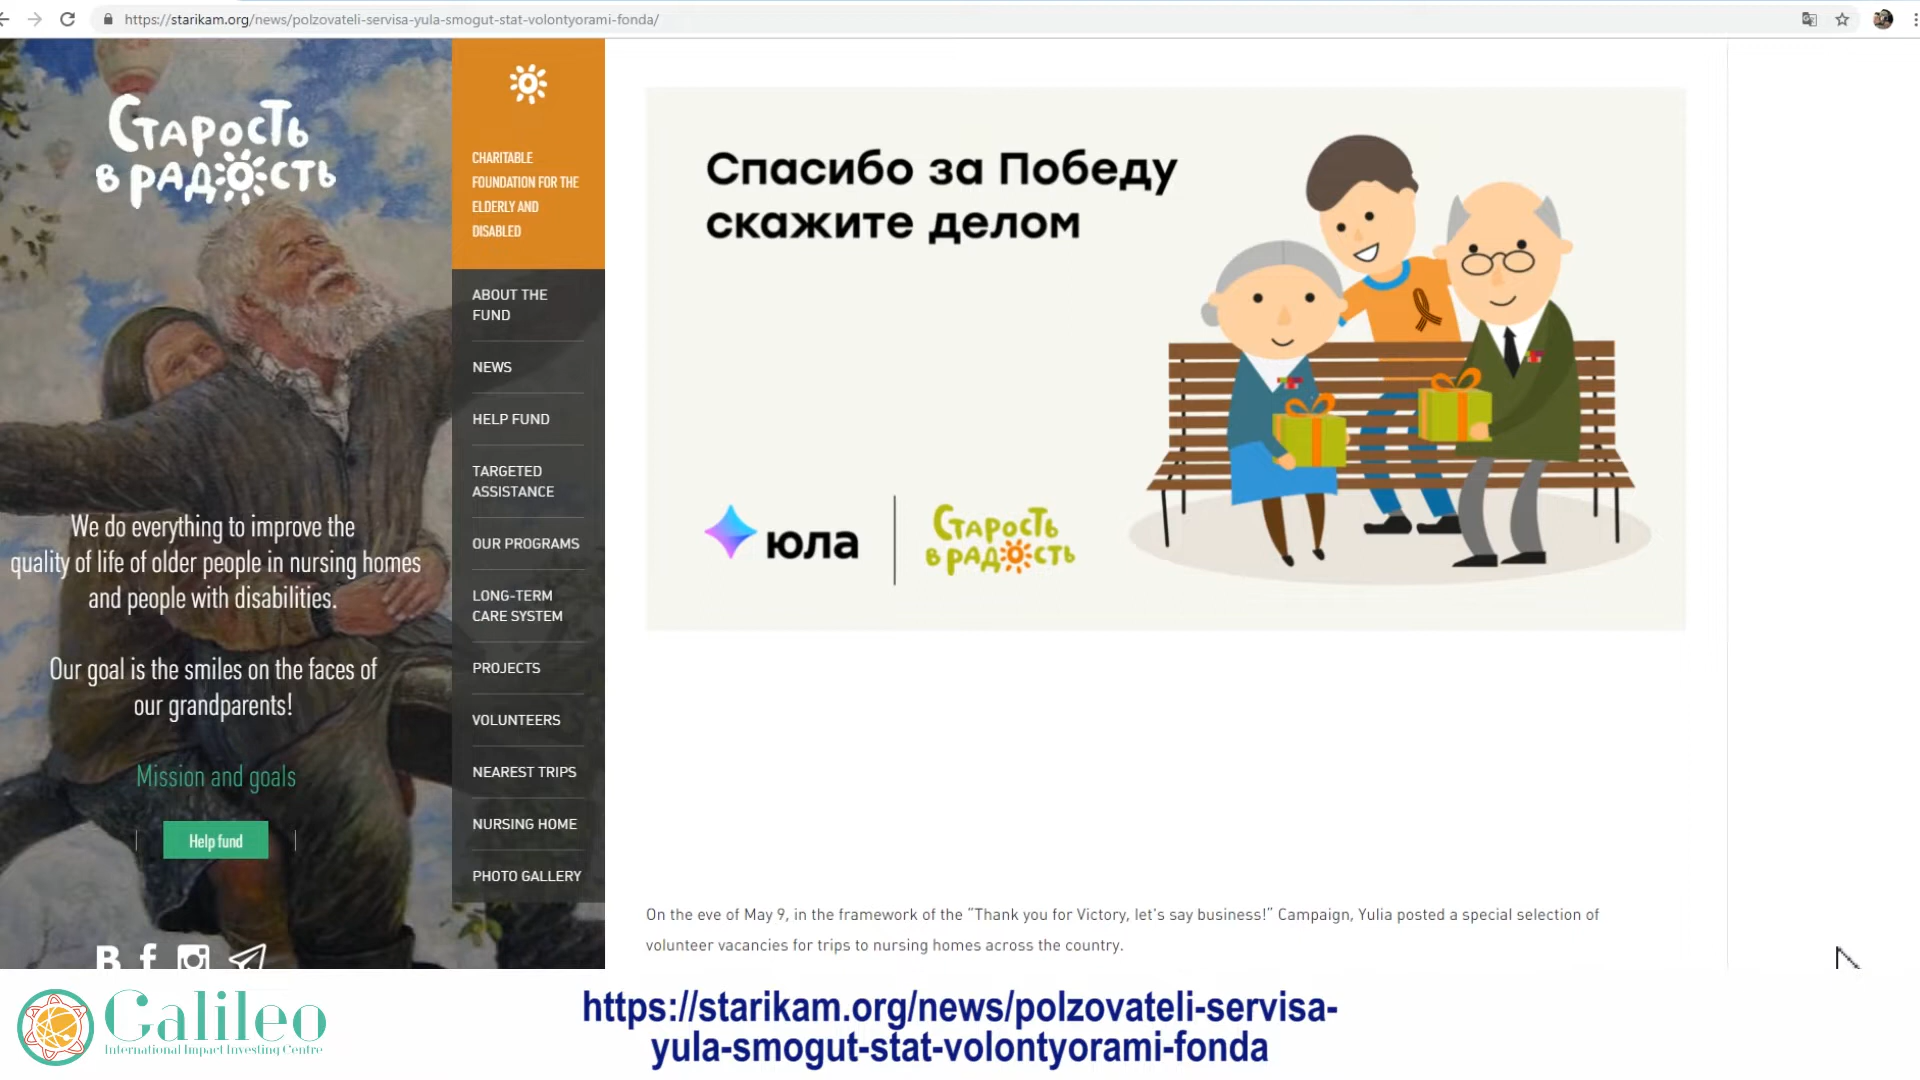 https://starikam.org/news/polzovateli-servisa-yula-smogut-stat-volontyorami-fonda/
Старость
в радость
We do everything to improve the
quality of life of older people in nursing homes
and people with disabilities.
Our goal is the smiles on the faces of
our grandparents!
Mission and goals
Help fund
CHARITABLE
FOUNDATION FOR THE
ELDERLY AND
DISABLED
ABOUT THE
FUND
NEWS
HELP FUND
TARGETED
ASSISTANCE
OUR PROGRAMS
LONG-TERM
CARE SYSTEM
PROJECTS
VOLUNTEERS
NEAREST TRIPS
NURSING HOME
PHOTO GALLERY
Спасибо за Победу
скажите делом
юла
Старость
в радость
On the eve of May 9, in the framework of the "Thank you for Victory, let's say business!" Campaign, Yulia posted a special selection of
volunteer vacancies for trips to nursing homes across the country.
Galileo
International Impact Investing Centre
https://starikam.org/news/polzovateli-servisa-
yula-smogut-stat-volontyorami-fonda